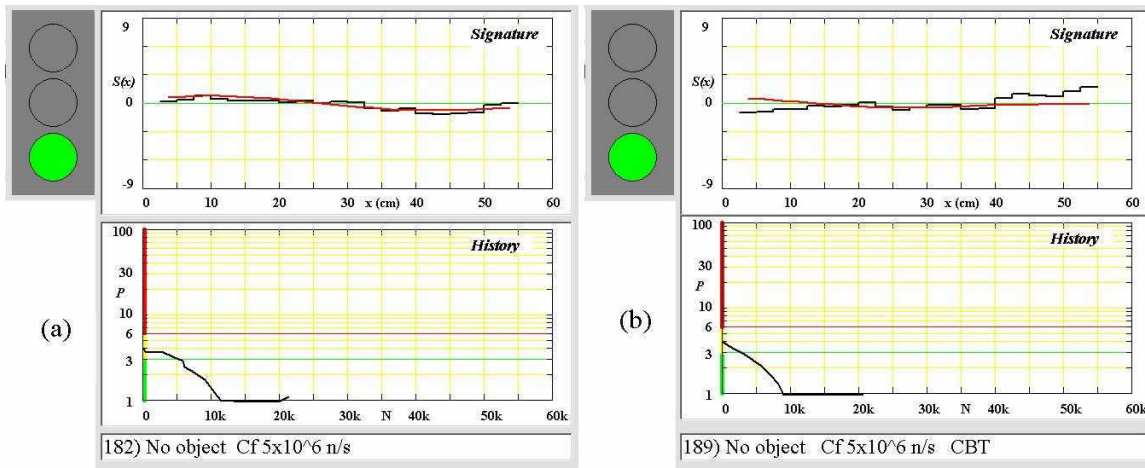 9
Signature
S(x)
0
-9
0 10 20 30 x (cm) 40 50 60
100
History
30
P
10
6
3
1
0 10k 20k 30k N 40k 50k 60k
182) No object Cf 5x10^6 n/s
(a)
9
Signature
S(x)
0
-9
0 10 20 30 x (cm) 40 50 60
100
History
30
P
10
6
3
1
0 10k 20k 30k N 40k 50k 60k
189) No object Cf 5x10^6 n/s CBT
(b)